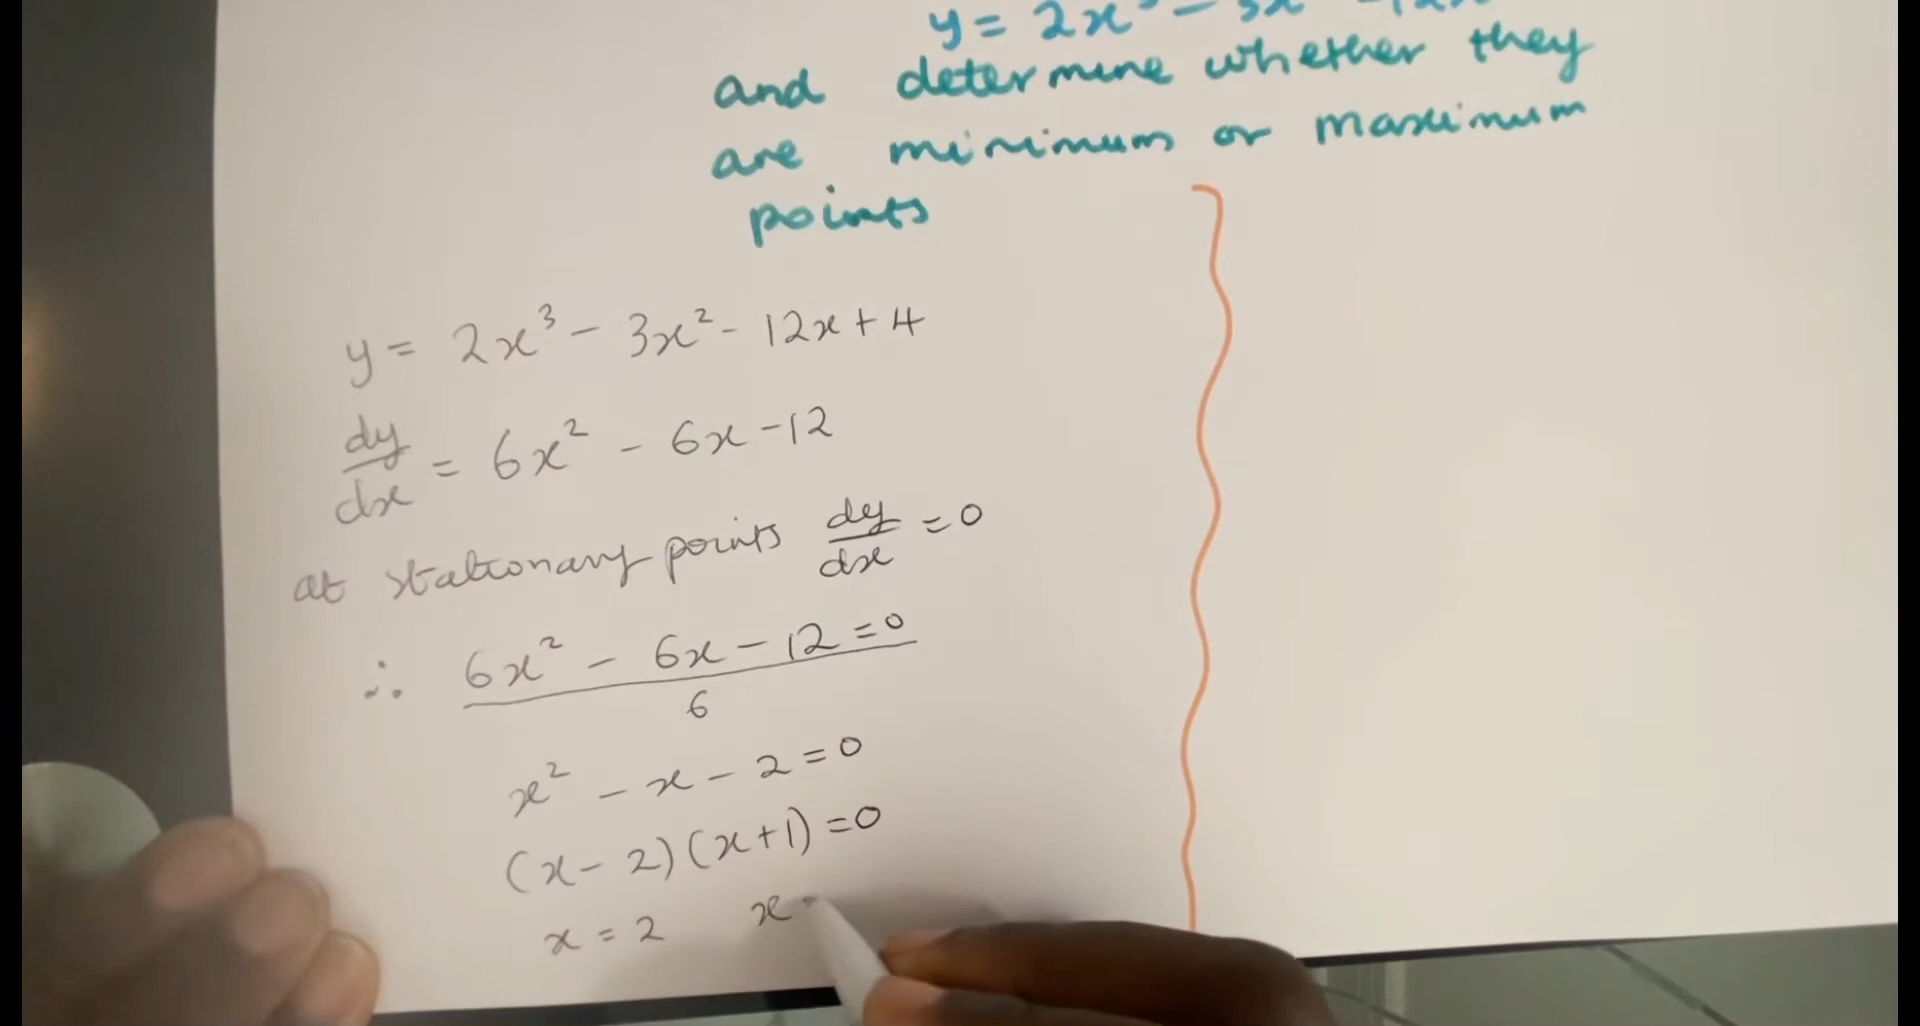 y = 2x
and determine whether they
are minimum or maximum
points
y = 2x³ - 3x² - 12x + 4
dy/dx = 6x² - 6x - 12
at stationary points dy/dx = 0
∴ 6x² - 6x - 12 = 0 / 6
x² - x - 2 = 0
(x - 2)(x + 1) = 0
x = 2 x